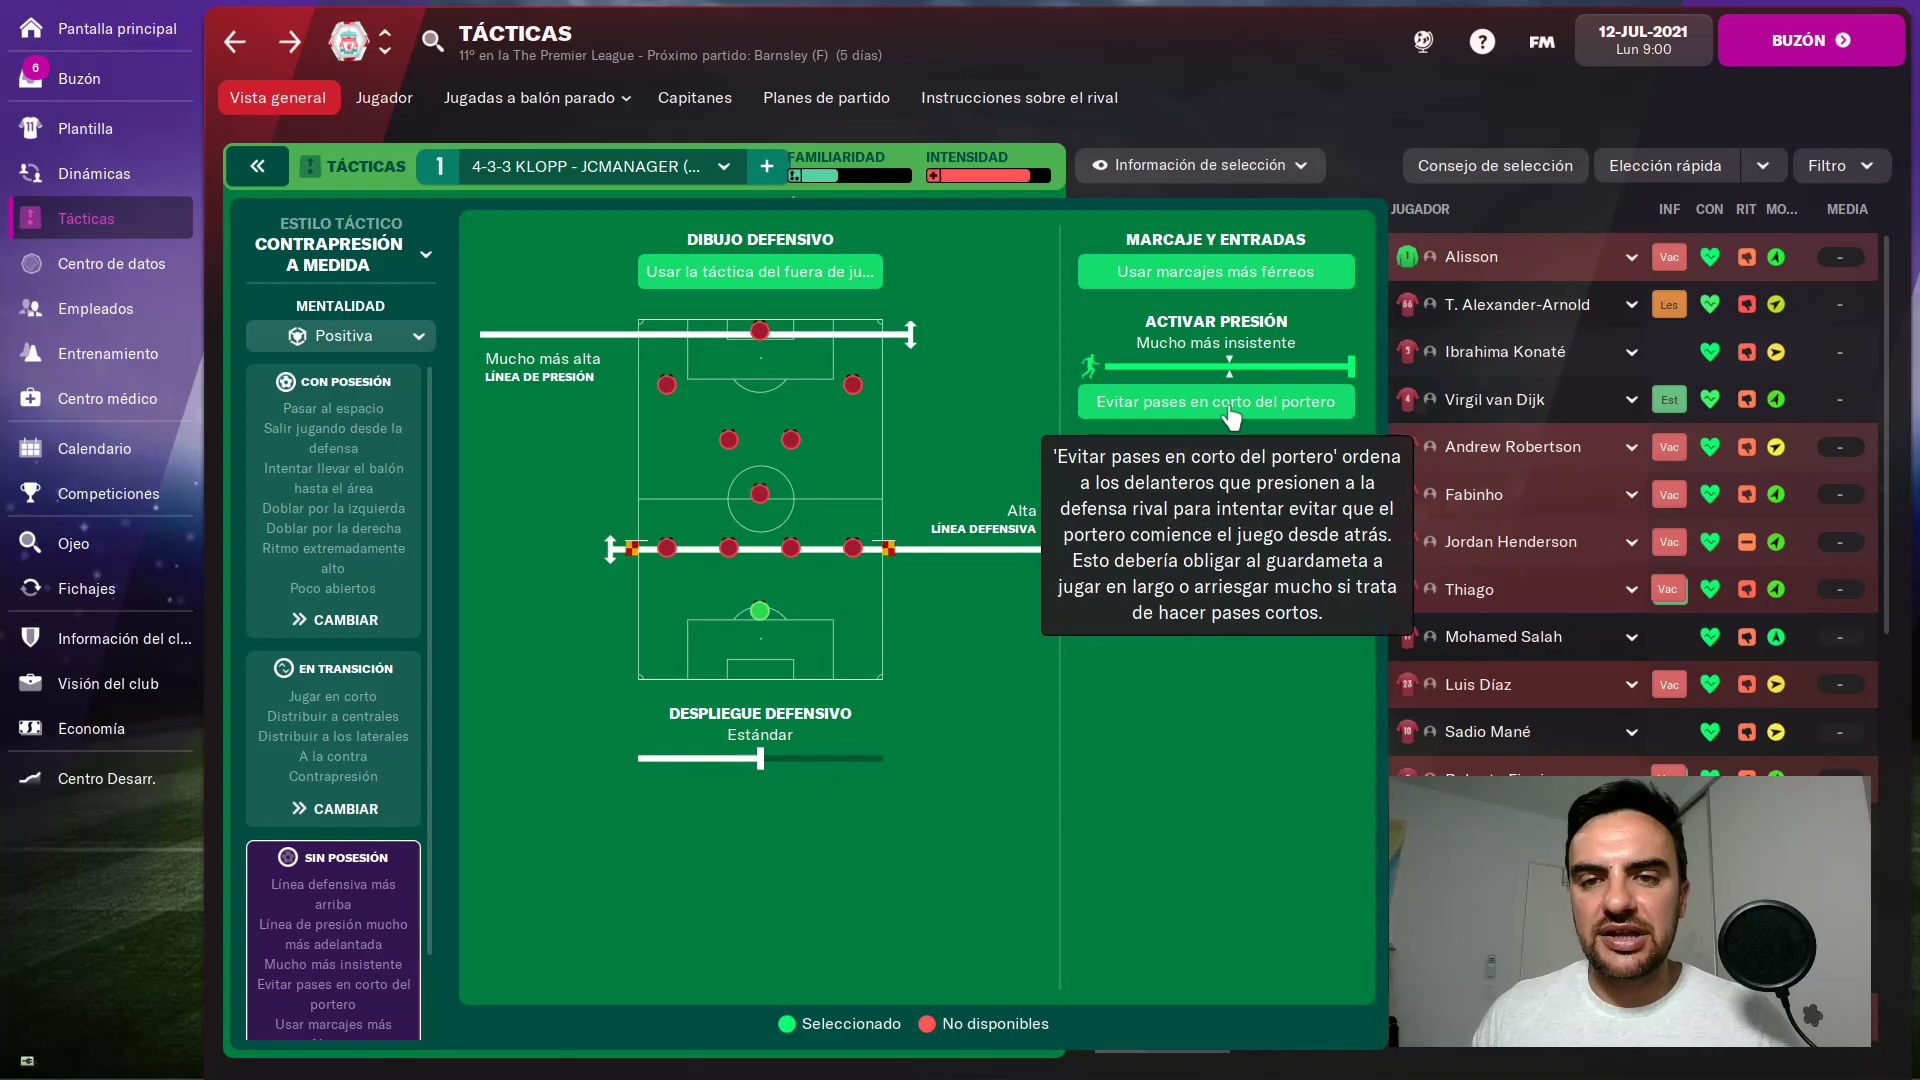 Pantalla principal
6
Buzón
Plantilla
Dinámicas
Tácticas
Centro de datos
Empleados
Entrenamiento
Centro médico
Calendario
Competiciones
Ojeo
Fichajes
Información del cl...
Visión del club
Economía
Centro Desarr.
TÁCTICAS
11º en la The Premier League - Próximo partido: Barnsley (F) (5 días)
FM
12-JUL-2021
Lun 9:00
BUZÓN
Vista general
Jugador
Jugadas a balón parado
Capitanes
Planes de partido
Instrucciones sobre el rival
TÁCTICAS
1
4-3-3 KLOPP - JCMANAGER (...
FAMILIARIDAD
INTENSIDAD
Información de selección
Consejo de selección
Elección rápida
Filtro
ESTILO TÁCTICO
CONTRAPRESIÓN
A MEDIDA
MENTALIDAD
Positiva
CON POSESIÓN
Pasar al espacio
Salir jugando desde la
defensa
Intentar llevar el balón
hasta el área
Doblar por la izquierda
Doblar por la derecha
Ritmo extremadamente
alto
Poco abiertos
CAMBIAR
EN TRANSICIÓN
Jugar en corto
Distribuir a centrales
Distribuir a los laterales
A la contra
Contrapresión
CAMBIAR
SIN POSESIÓN
Línea defensiva más
arriba
Línea de presión mucho
más adelantada
Mucho más insistente
Evitar pases en corto del
portero
Usar marcajes más
DIBUJO DEFENSIVO
Usar la táctica del fuera de ju...
Mucho más alta
LÍNEA DE PRESIÓN
Alta
LÍNEA DEFENSIVA
DESPLIEGUE DEFENSIVO
Estándar
MARCAJE Y ENTRADAS
Usar marcajes más férreos
ACTIVAR PRESIÓN
Mucho más insistente
Evitar pases en corto del portero
'Evitar pases en corto del portero' ordena
a los delanteros que presionen a la
defensa rival para intentar evitar que el
portero comience el juego desde atrás.
Esto debería obligar al guardameta a
jugar en largo o arriesgar mucho si trata
de hacer pases cortos.
Seleccionado
No disponibles
JUGADOR INF CON RIT MO... MEDIA
1 Alisson Vac -
66 T. Alexander-Arnold Les -
5 Ibrahima Konaté -
4 Virgil van Dijk Est -
Andrew Robertson Vac -
Fabinho Vac -
Jordan Henderson Vac -
Thiago Vac -
Mohamed Salah -
23 Luis Díaz Vac -
10 Sadio Mané -